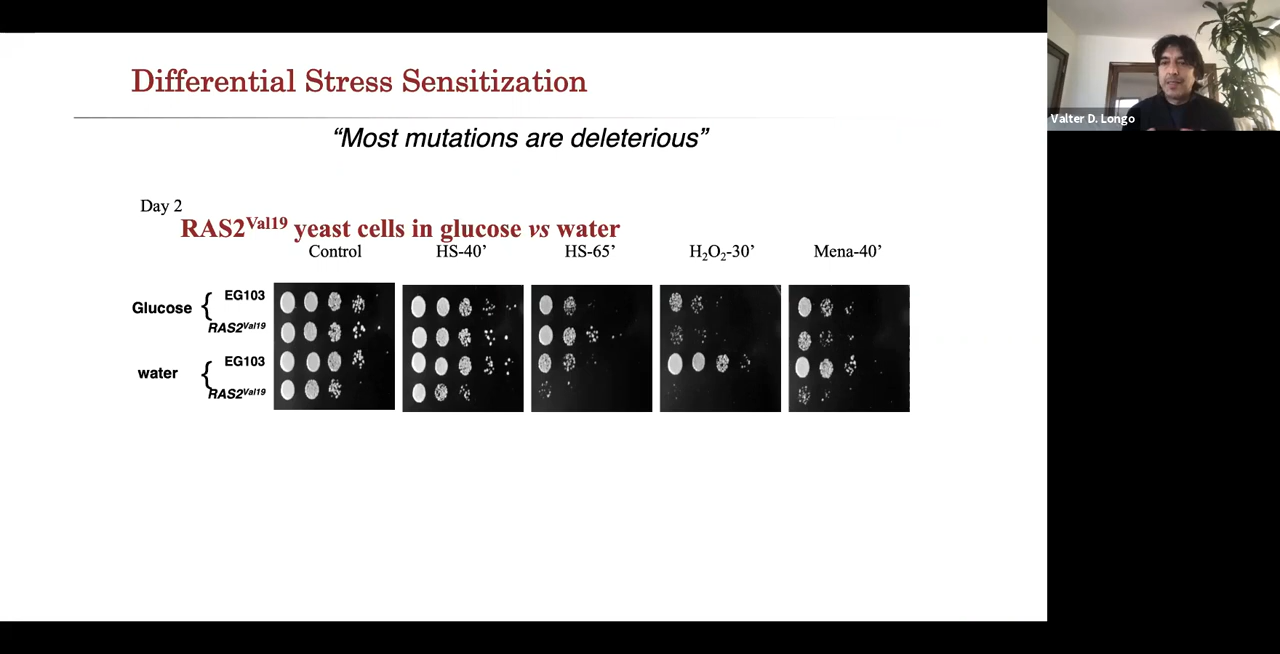 Differential Stress Sensitization
Valter D. Longo
“Most mutations are deleterious”
Day 2
RAS2Val19 yeast cells in glucose vs water
Control HS-40’ HS-65’ H2O2-30’ Mena-40’
Glucose { EG103
RAS2Val19
water { EG103
RAS2Val19